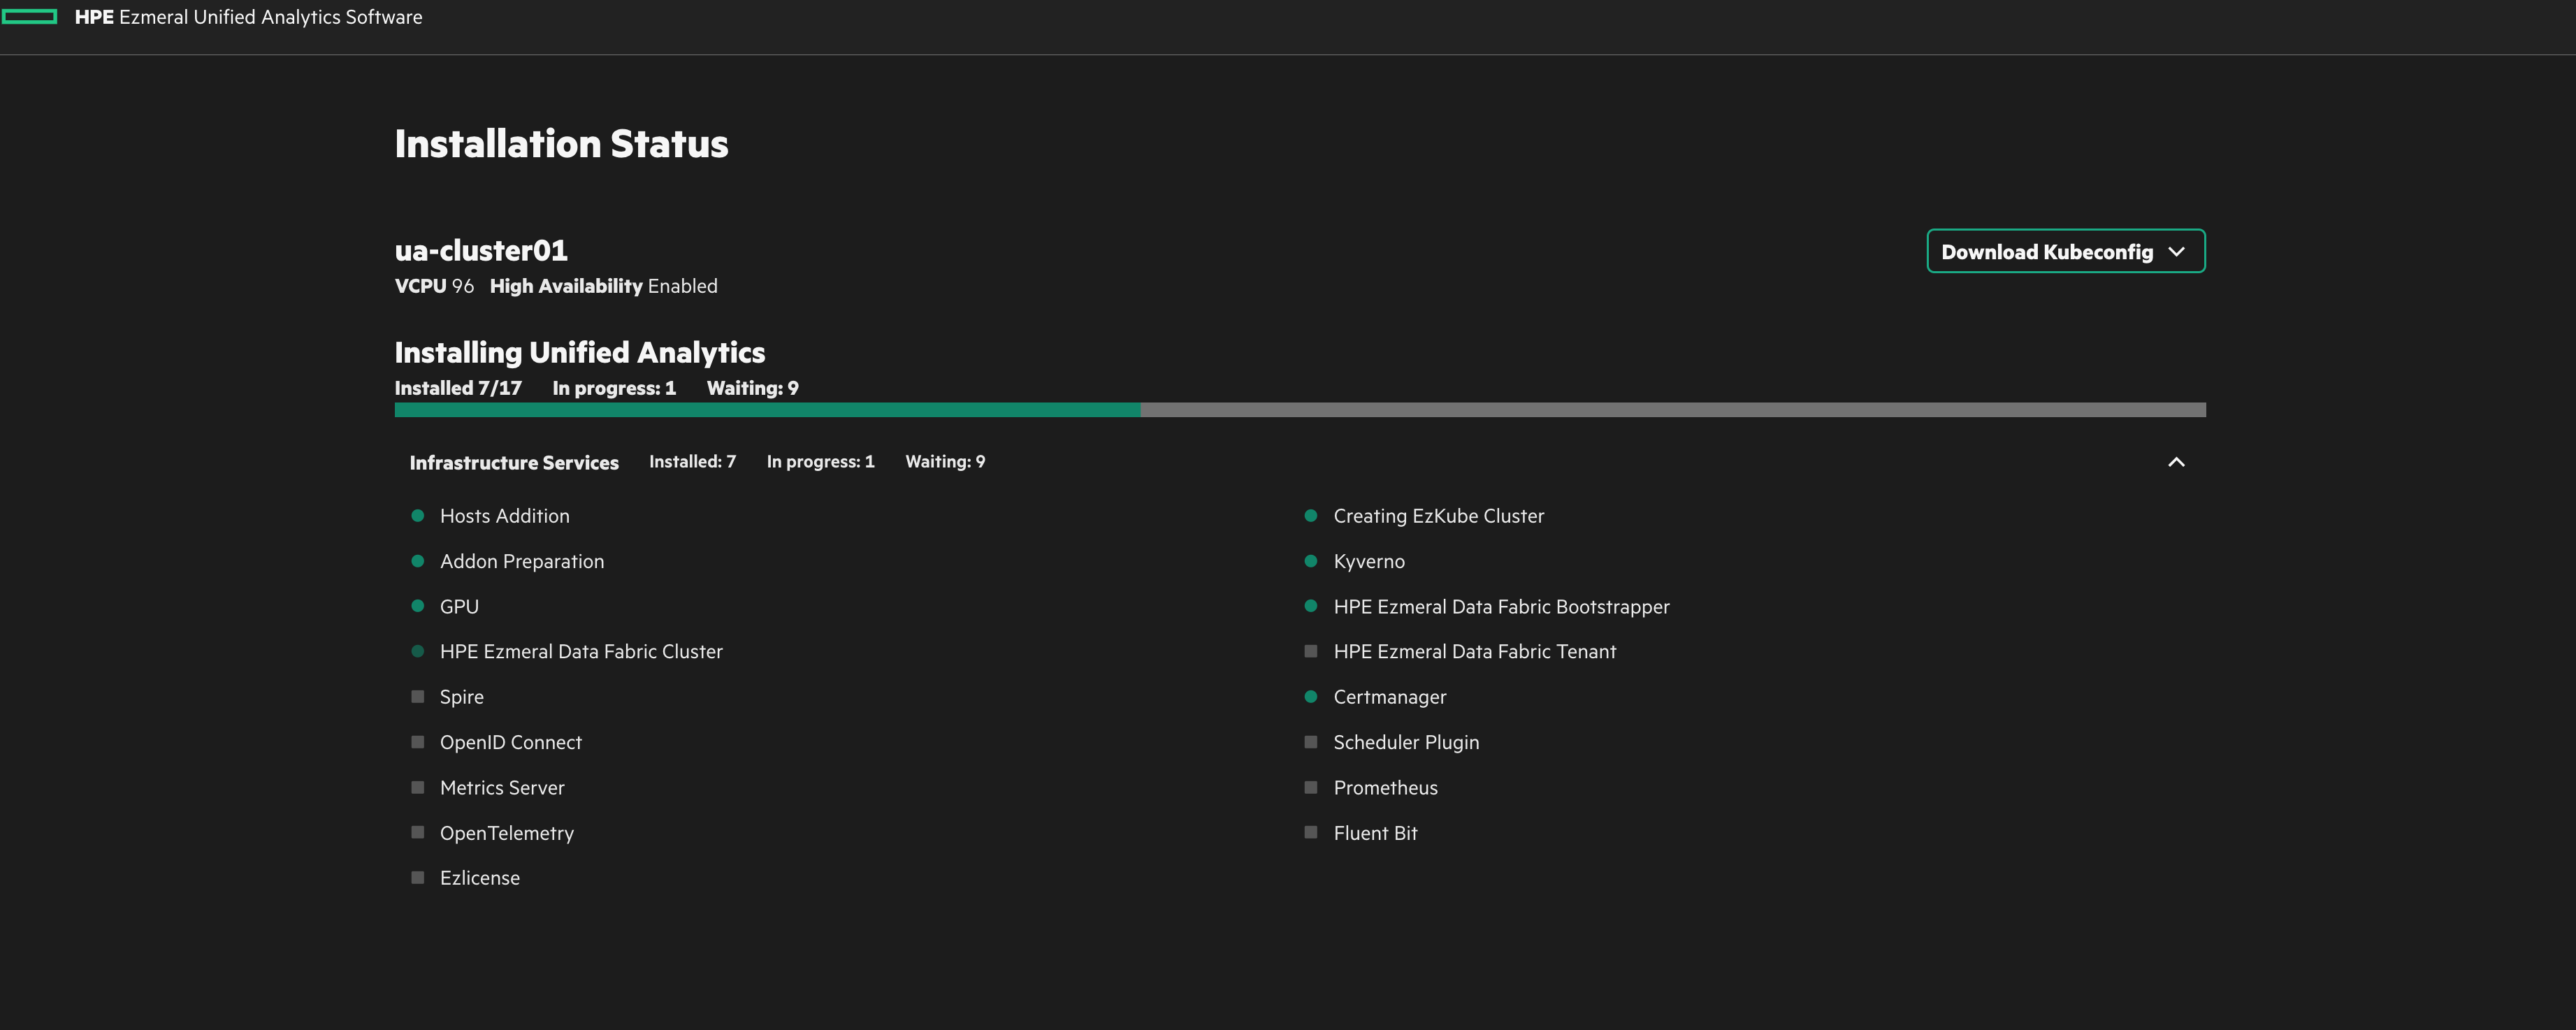 HPE Ezmeral Unified Analytics Software
Installation Status
ua-cluster01
Download Kubeconfig
VCPU 96 High Availability Enabled
Installing Unified Analytics
Installed 7/17 In progress: 1 Waiting: 9
Infrastructure Services Installed: 7 In progress: 1 Waiting: 9
Hosts Addition
Creating EzKube Cluster
Addon Preparation
Kyverno
GPU
HPE Ezmeral Data Fabric Bootstrapper
HPE Ezmeral Data Fabric Cluster
HPE Ezmeral Data Fabric Tenant
Spire
Certmanager
OpenID Connect
Scheduler Plugin
Metrics Server
Prometheus
OpenTelemetry
Fluent Bit
Ezlicense